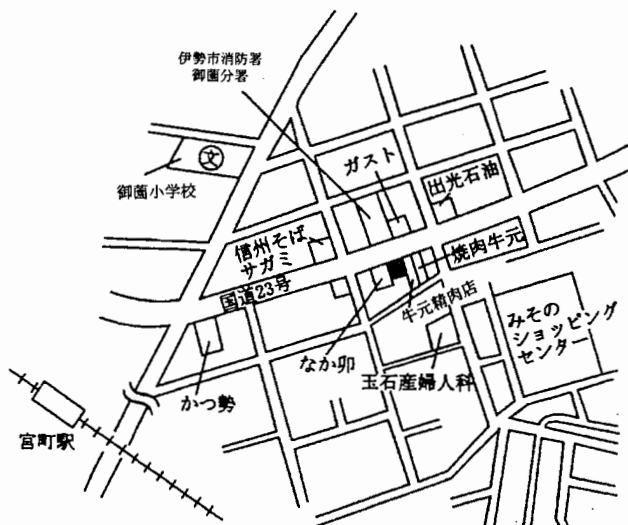 伊勢市消防署
御薗分署
文
御薗小学校
ガスト
出光石油
信州そば
サガミ
焼肉牛元
国道23号
牛元精肉店
みその
ショッピング
センター
なか卯
玉石産婦人科
かつ勢
宮町駅